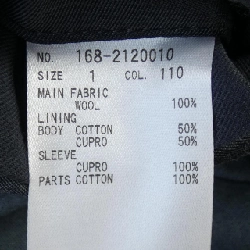 NO. 168-2120010
SIZE 1 COL. 110
MAIN FABRIC
WOOL 100%
LINING
BODY COTTON 50%
CUPRO 50%
SLEEVE
CUPRO 100%
PARTS COTTON 100%